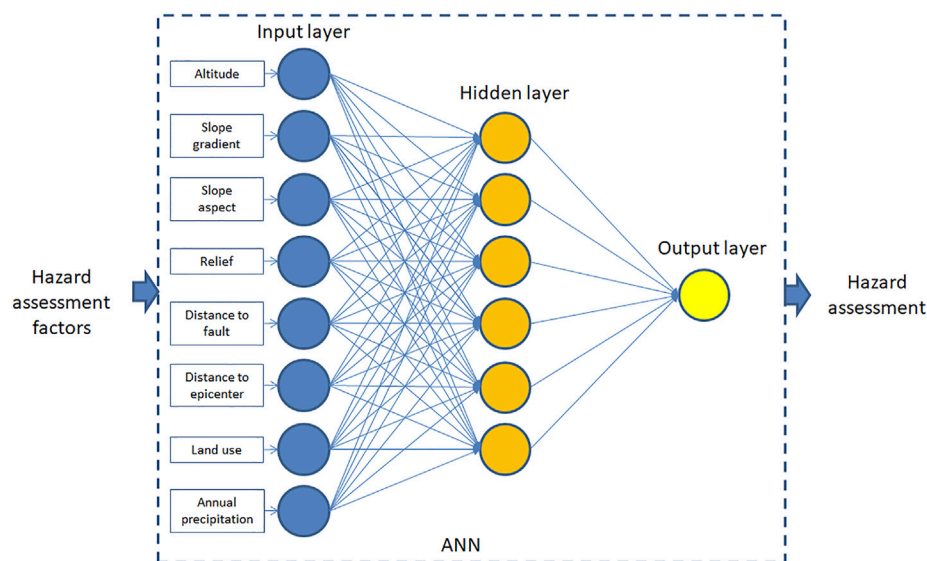 Input layer
Altitude
Hidden layer
Slope
gradient
Slope
aspect
Output layer
Relief
Hazard
assessment
factors
Hazard
assessment
Distance to
fault
Distance to
epicenter
Land use
Annual
precipitation
ANN